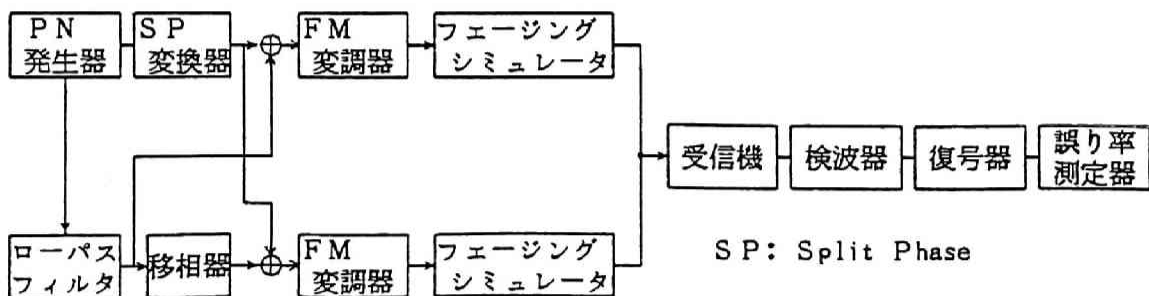 PN
発生器
SP
変換器
FM
変調器
フェージング
シミュレータ
受信機
検波器
復号器
誤り率
測定器
ローパス
フィルタ
移相器
FM
変調器
フェージング
シミュレータ
SP: Split Phase